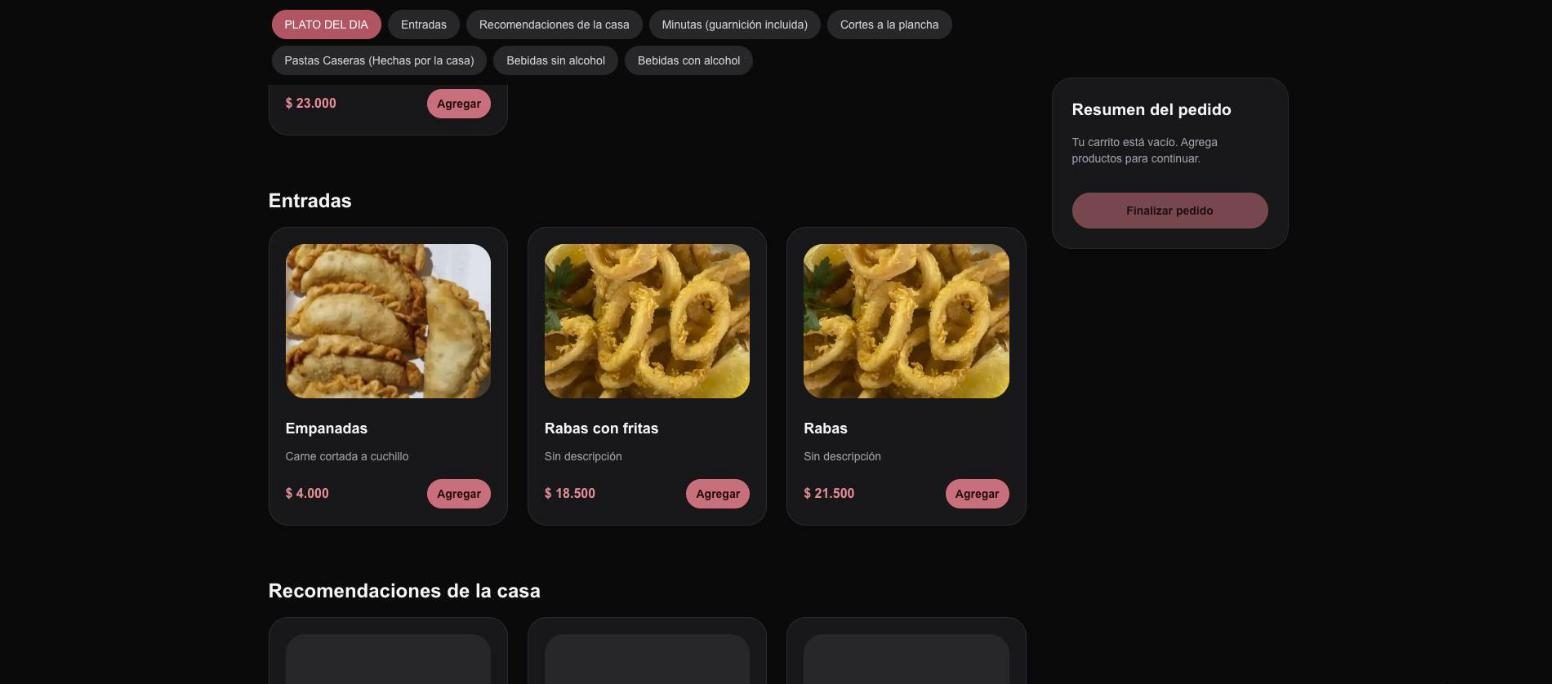 PLATO DEL DIA
Entradas
Recomendaciones de la casa
Minutas (guarnición incluida)
Cortes a la plancha
Pastas Caseras (Hechas por la casa)
Bebidas sin alcohol
Bebidas con alcohol
$ 23.000
Agregar
Resumen del pedido
Tu carrito está vacío. Agrega
productos para continuar.
Finalizar pedido
Entradas
Empanadas
Carne cortada a cuchillo
$ 4.000
Agregar
Rabas con fritas
Sin descripción
$ 18.500
Agregar
Rabas
Sin descripción
$ 21.500
Agregar
Recomendaciones de la casa